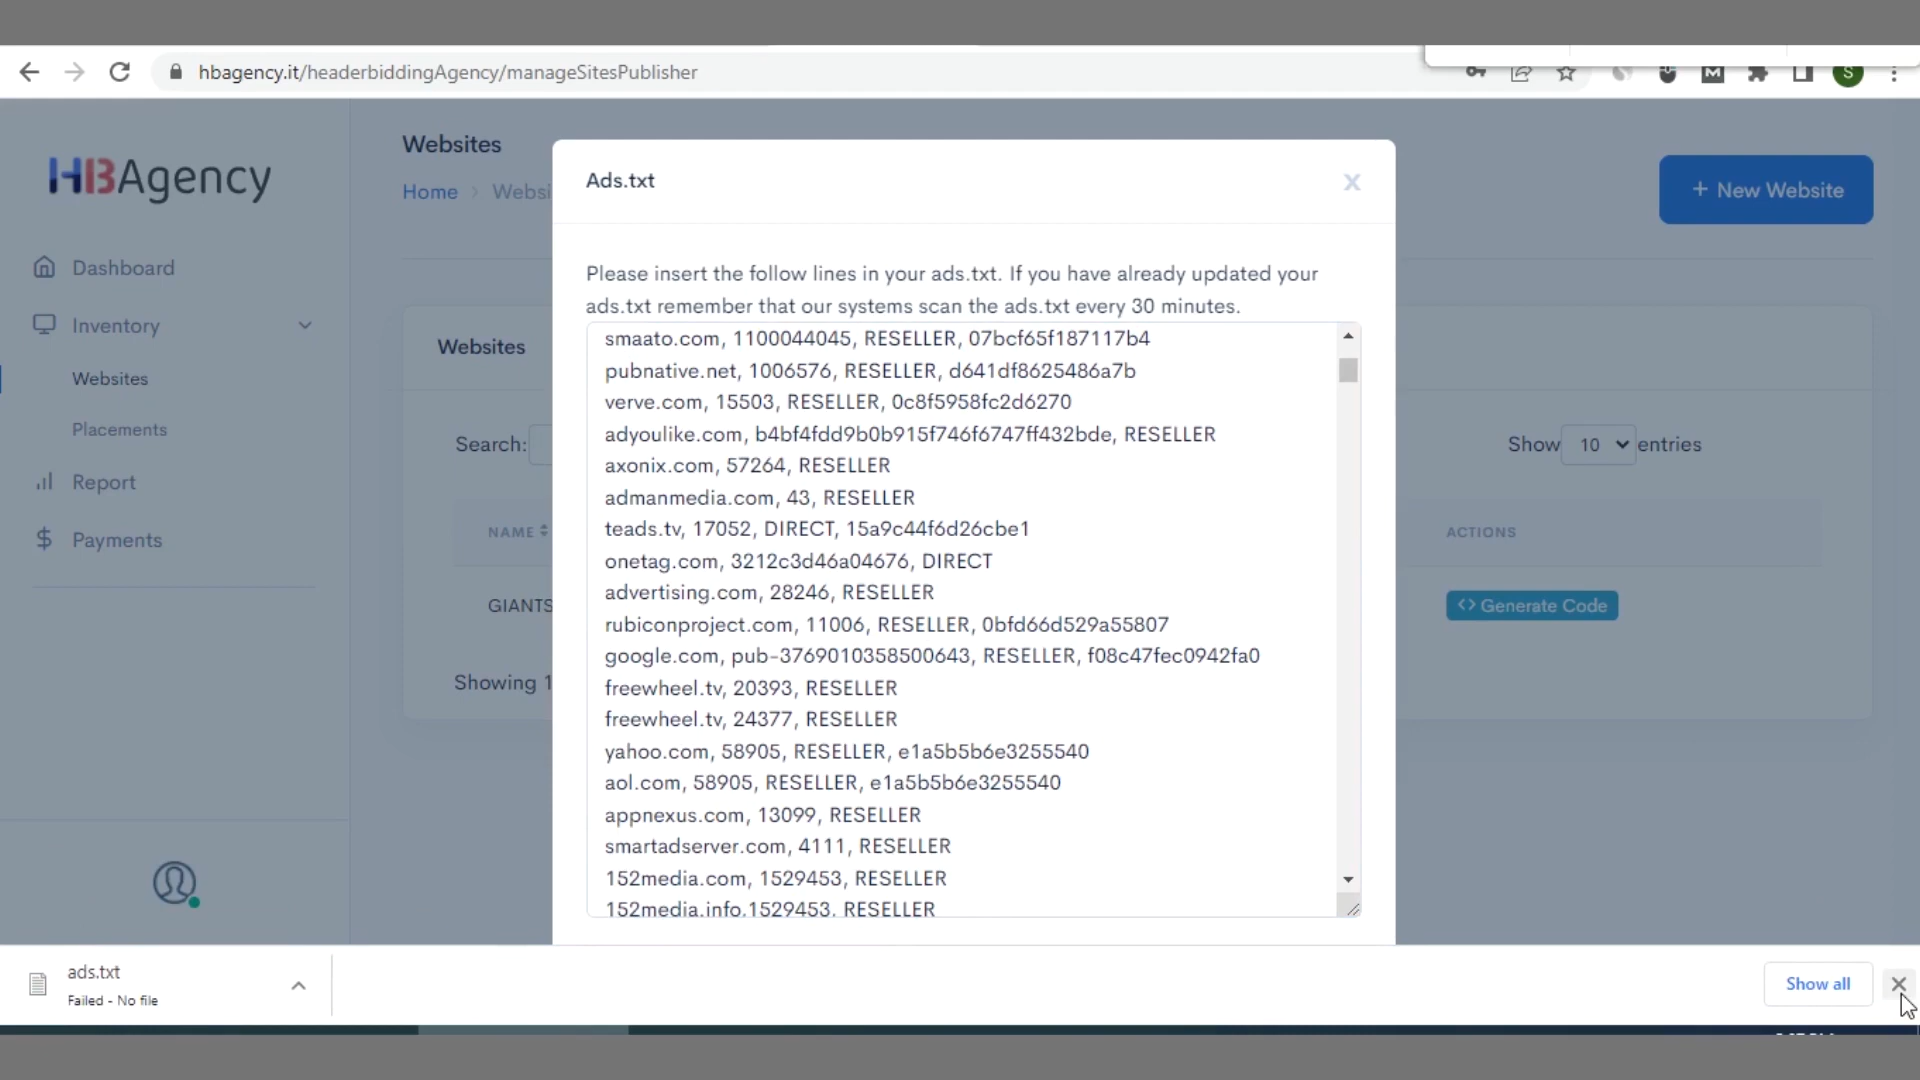 hbagency.it/headerbiddingAgency/manageSitesPublisher
M
S
HBAgency
Dashboard
Inventory
Websites
Placements
Report
Payments
Websites
Home > Websi
+ New Website
Websites
Search:
Show 10 entries
NAME
ACTIONS
GIANTS
<> Generate Code
Showing 1
Ads.txt
X
Please insert the follow lines in your ads.txt. If you have already updated your
ads.txt remember that our systems scan the ads.txt every 30 minutes.
smaato.com, 1100044045, RESELLER, 07bcf65f187117b4
pubnative.net, 1006576, RESELLER, d641df8625486a7b
verve.com, 15503, RESELLER, 0c8f5958fc2d6270
adyoulike.com, b4bf4fdd9b0b915f746f6747ff432bde, RESELLER
axonix.com, 57264, RESELLER
admanmedia.com, 43, RESELLER
teads.tv, 17052, DIRECT, 15a9c44f6d26cbe1
onetag.com, 3212c3d46a04676, DIRECT
advertising.com, 28246, RESELLER
rubiconproject.com, 11006, RESELLER, 0bfd66d529a55807
google.com, pub-3769010358500643, RESELLER, f08c47fec0942fa0
freewheel.tv, 20393, RESELLER
freewheel.tv, 24377, RESELLER
yahoo.com, 58905, RESELLER, e1a5b5b6e3255540
aol.com, 58905, RESELLER, e1a5b5b6e3255540
appnexus.com, 13099, RESELLER
smartadserver.com, 4111, RESELLER
152media.com, 1529453, RESELLER
152media.info,1529453, RESELLER
ads.txt
Failed - No file
Show all